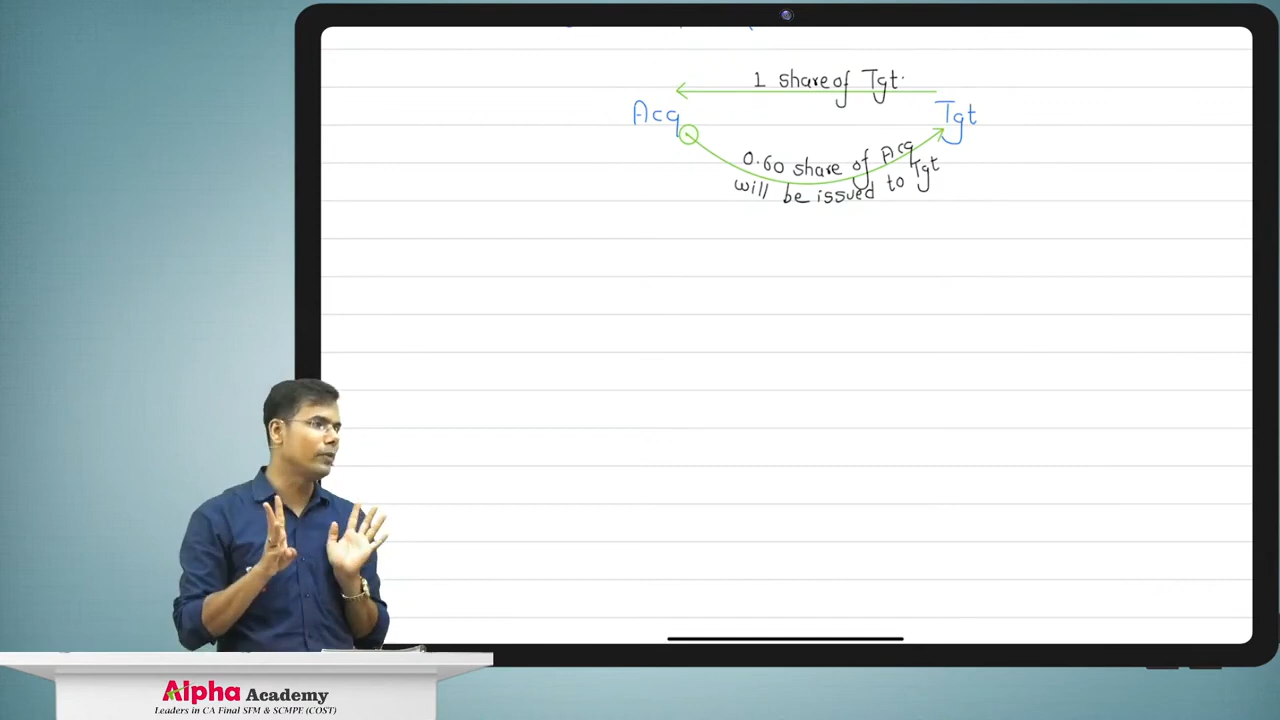 1 share of Tgt.
Acq
Tgt
0.60 share of Acq
will be issued to Tgt
Alpha Academy
Leaders in CA Final SFM & SCMPE (COST)